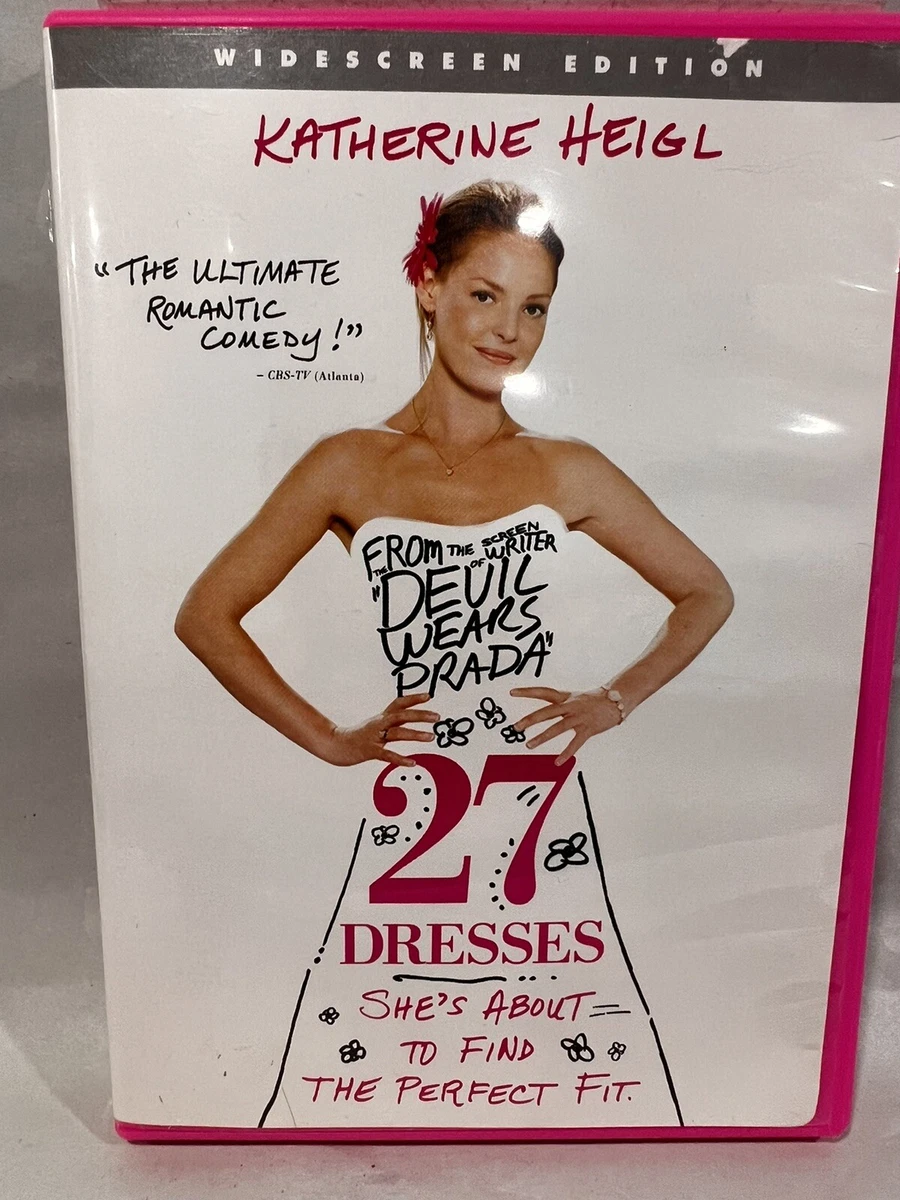 WIDESCREEN EDITION
KATHERINE HEIGL
"THE ULTIMATE
ROMANTIC
COMEDY!"
– CBS-TV (Atlanta)
FROM THE SCREEN
WRITER
OF THE
"DEVIL
WEARS
PRADA"
27
DRESSES
SHE'S ABOUT
TO FIND
THE PERFECT FIT.